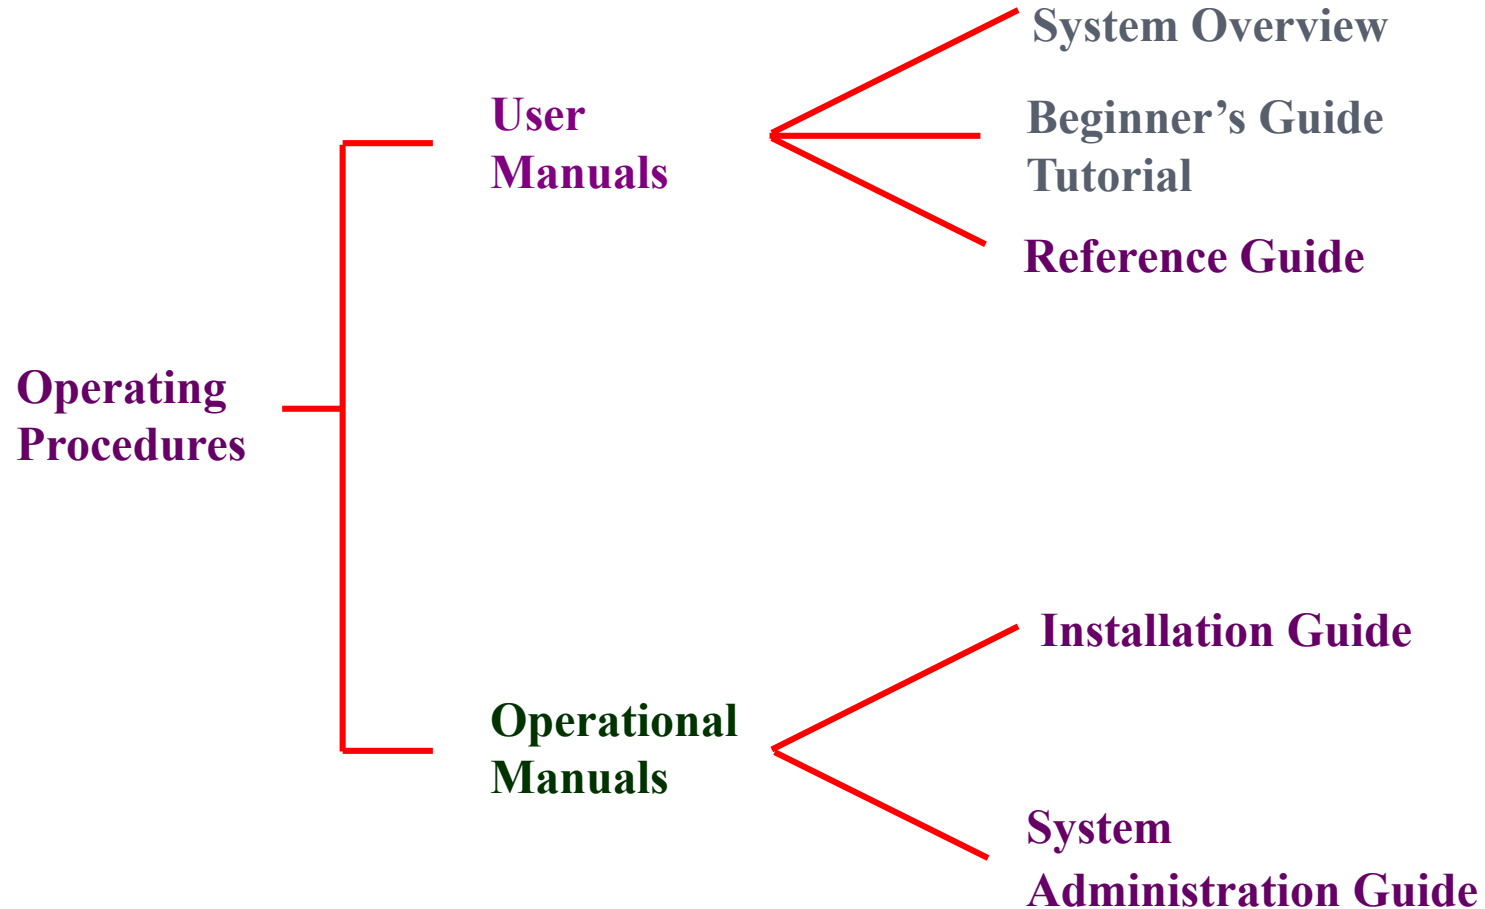 System Overview
User
Manuals
Beginner’s Guide
Tutorial
Reference Guide
Operating
Procedures
Installation Guide
Operational
Manuals
System
Administration Guide